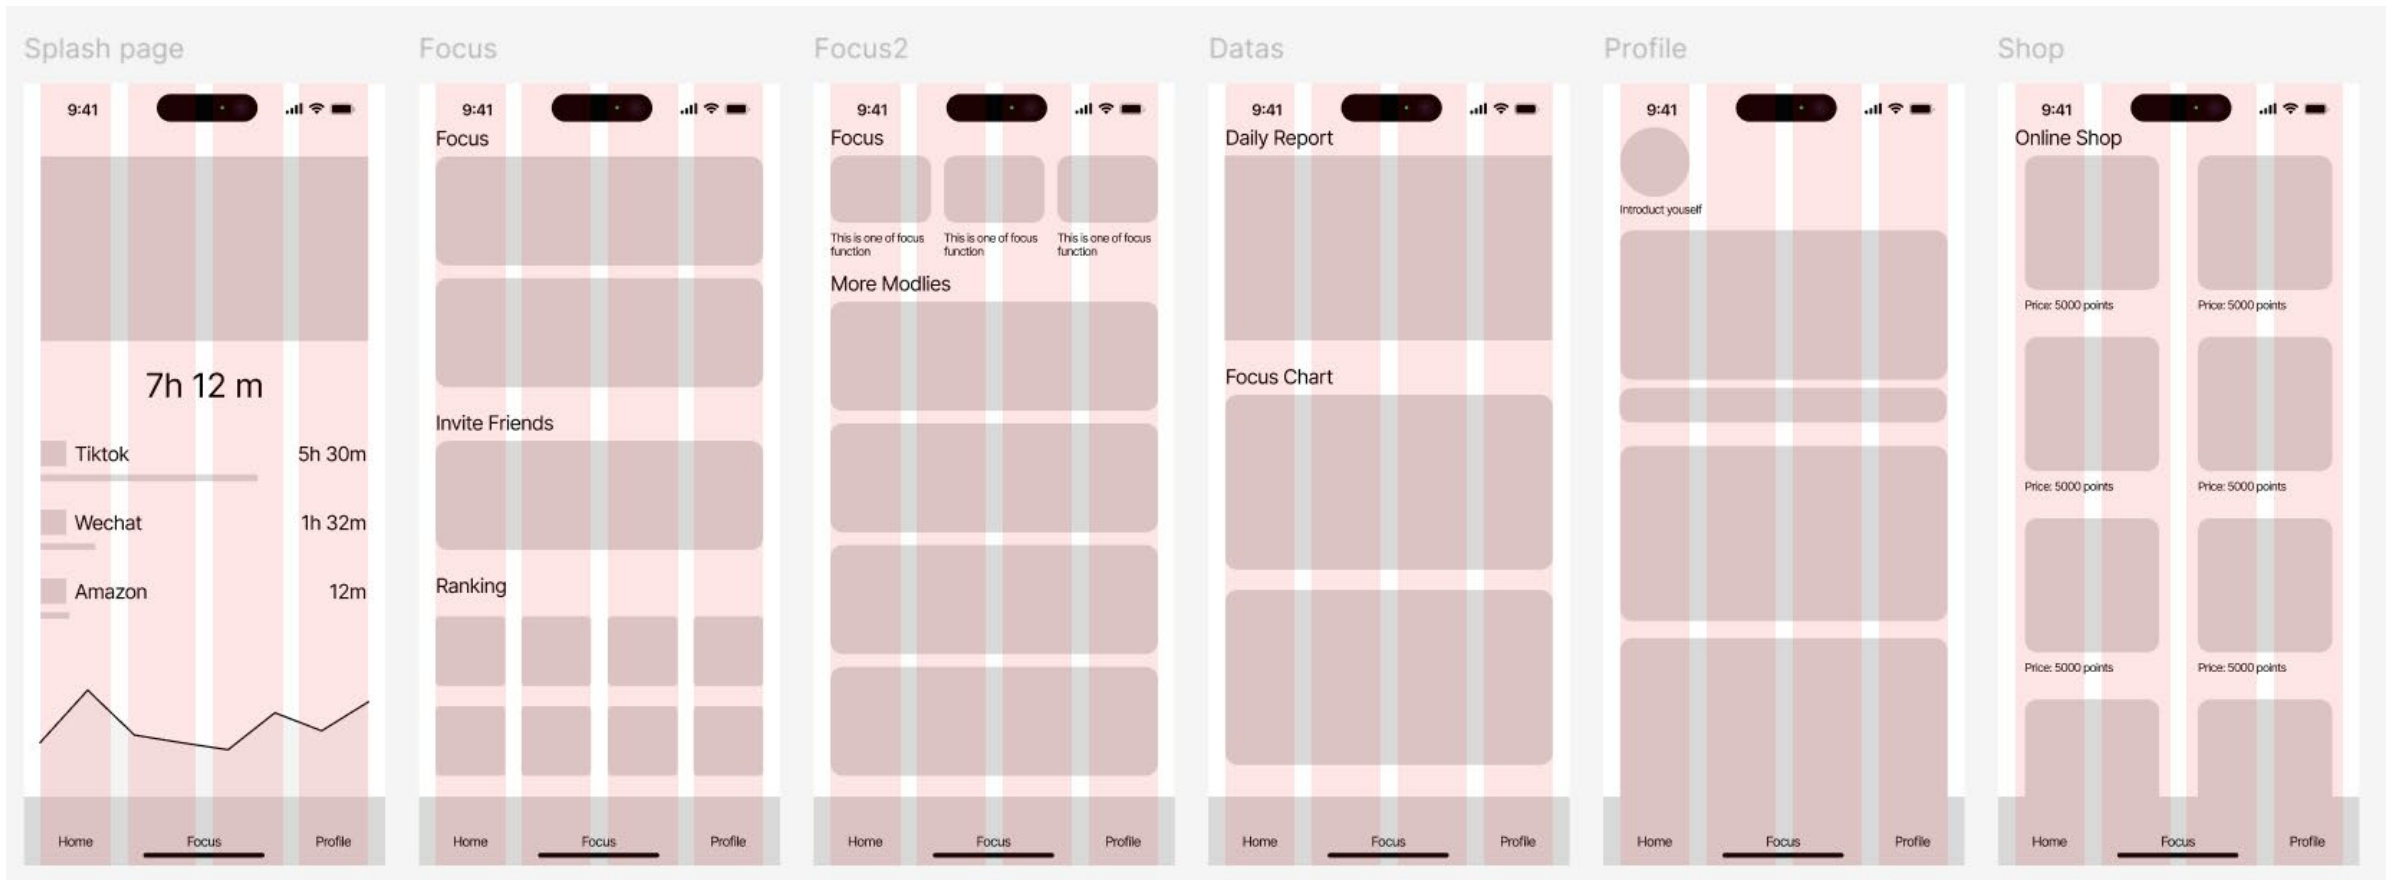 Splash page
9:41
7h 12 m
Tiktok
5h 30m
Wechat
1h 32m
Amazon
12m
Home
Focus
Profile
Focus
9:41
Focus
Invite Friends
Ranking
Home
Focus
Profile
Focus2
9:41
Focus
This is one of focus
function
This is one of focus
function
This is one of focus
function
More Modlies
Home
Focus
Profile
Datas
9:41
Daily Report
Focus Chart
Home
Focus
Profile
Profile
9:41
Introduct youself
Home
Focus
Profile
Shop
9:41
Online Shop
Price: 5000 points
Price: 5000 points
Price: 5000 points
Price: 5000 points
Price: 5000 points
Price: 5000 points
Home
Focus
Profile